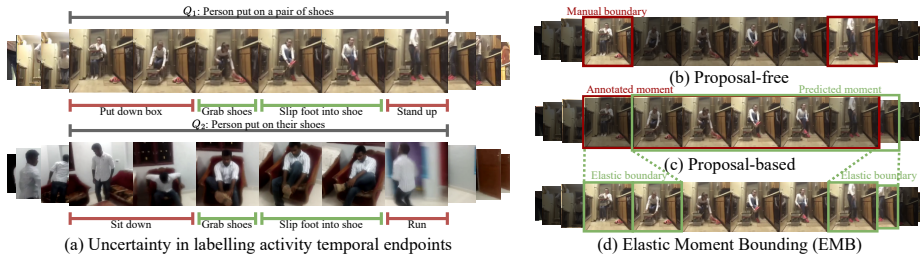 Q₁: Person put on a pair of shoes
Put down box
Grab shoes
Slip foot into shoe
Stand up
Q₂: Person put on their shoes
Sit down
Grab shoes
Slip foot into shoe
Run
(a) Uncertainty in labelling activity temporal endpoints
Manual boundary
(b) Proposal-free
Annotated moment
Predicted moment
(c) Proposal-based
Elastic boundary
Elastic boundary
(d) Elastic Moment Bounding (EMB)